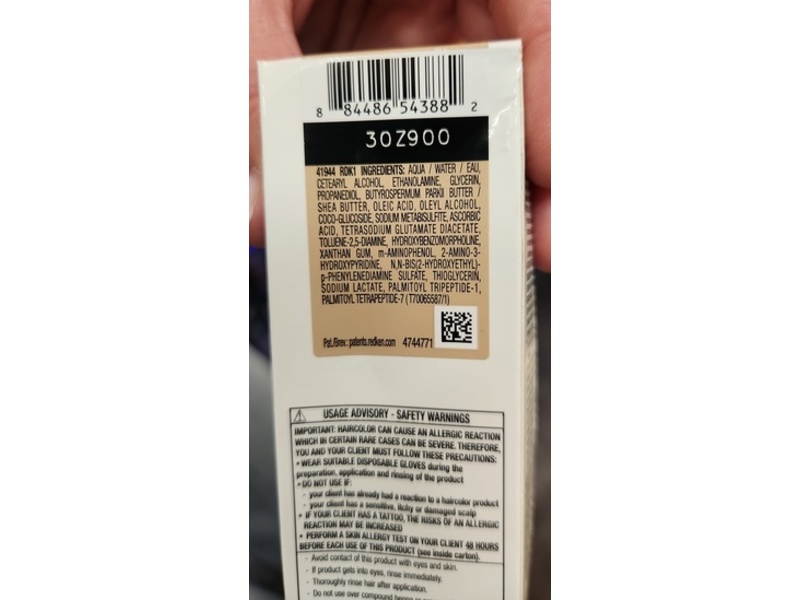 8 84486 54388 2
30Z900
41944 RDK1 INGREDIENTS: AQUA / WATER / EAU,
CETEARYL ALCOHOL, ETHANOLAMINE, GLYCERIN,
PROPANEDIOL, BUTYROSPERMUM PARKII BUTTER /
SHEA BUTTER, OLEIC ACID, OLEYL ALCOHOL,
COCO-GLUCOSIDE, SODIUM METABISULFITE, ASCORBIC
ACID, TETRASODIUM GLUTAMATE DIACETATE,
TOLUENE-2,5-DIAMINE, HYDROXYBENZOMORPHOLINE,
XANTHAN GUM, m-AMINOPHENOL, 2-AMINO-3-
HYDROXYPYRIDINE, N,N-BIS(2-HYDROXYETHYL)-
p-PHENYLENEDIAMINE SULFATE, THIOGLYCERIN,
SODIUM LACTATE, PALMITOYL TRIPEPTIDE-1,
PALMITOYL TETRAPEPTIDE-7 (T70065587/1)
Pat./Brev.: patents.redken.com 4744771
USAGE ADVISORY - SAFETY WARNINGS
IMPORTANT: HAIRCOLOR CAN CAUSE AN ALLERGIC REACTION
WHICH IN CERTAIN RARE CASES CAN BE SEVERE. THEREFORE,
YOU AND YOUR CLIENT MUST FOLLOW THESE PRECAUTIONS:
• WEAR SUITABLE DISPOSABLE GLOVES during the
preparation, application and rinsing of the product
• DO NOT USE IF:
- your client has already had a reaction to a haircolor product
- your client has a sensitive, itchy or damaged scalp
• IF YOUR CLIENT HAS A TATTOO, THE RISKS OF AN ALLERGIC
REACTION MAY BE INCREASED
• PERFORM A SKIN ALLERGY TEST ON YOUR CLIENT 48 HOURS
BEFORE EACH USE OF THIS PRODUCT (see inside carton).
- Avoid contact of this product with eyes and skin.
- If product gets into eyes, rinse immediately.
- Thoroughly rinse hair after application.
- Do not use over compound henna or